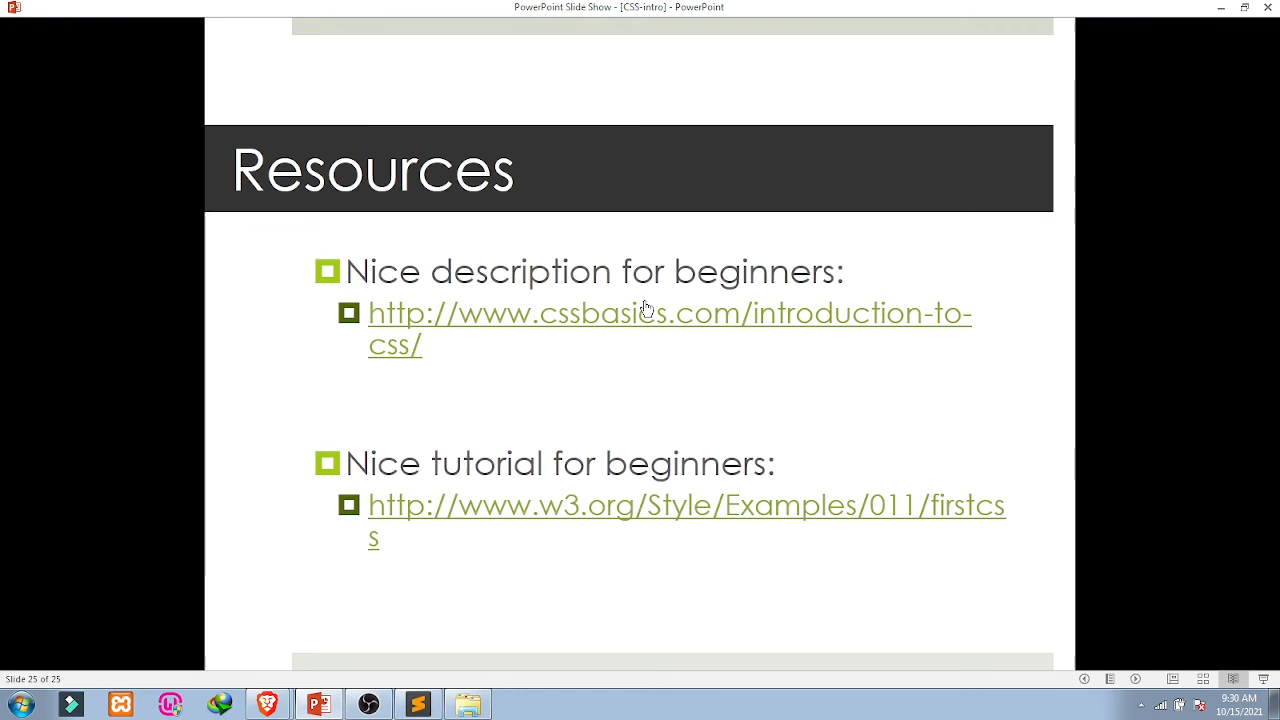 PowerPoint Slide Show - [CSS-intro] - PowerPoint
Resources
Nice description for beginners:
http://www.cssbasics.com/introduction-to-
css/
Nice tutorial for beginners:
http://www.w3.org/Style/Examples/011/firstcs
s
Slide 25 of 25
9:30 AM
10/15/2021